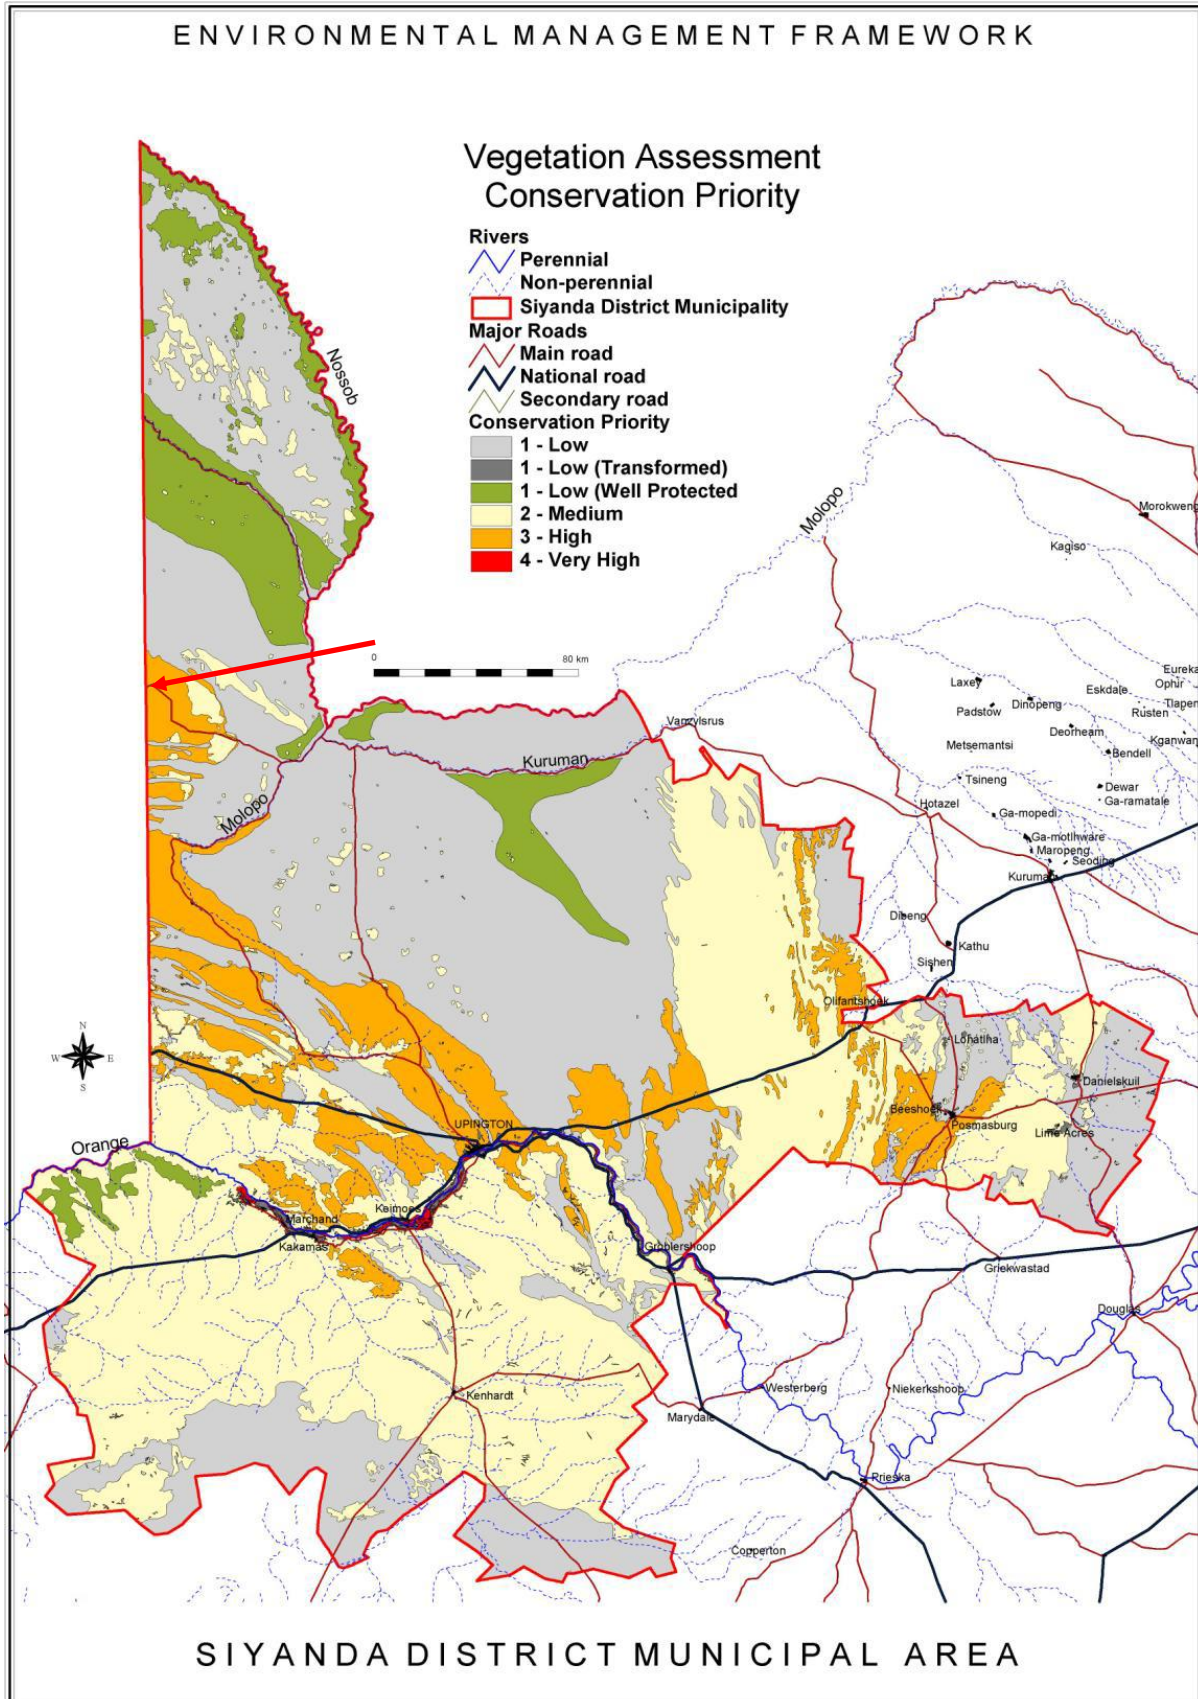 ENVIRONMENTAL MANAGEMENT FRAMEWORK
Vegetation Assessment
Conservation Priority
Rivers
Perennial
Non-perennial
Siyanda District Municipality
Major Roads
Main road
National road
Secondary road
Conservation Priority
1 - Low
1 - Low (Transformed)
1 - Low (Well Protected
2 - Medium
3 - High
4 - Very High
Nossob
Molopo
Morokweng
Kagiso
0 80 km
Eureka
Laxey
Eskdale
Ophir
Padstow
Dinopeng
Rusten
Tlapen
Vanzylsrus
Deorheam
Kganwan
Metsemantsi
Bendell
Kuruman
Tsineng
Dewar
Ga-ramatale
Molopo
Hotazel
Ga-mopedi
Ga-motlhware
Maropeng
Seoding
Kuruman
Dibeng
Kathu
Sishen
Olifantshoek
Lohatlha
N
W E
S
Danielskuil
Beeshoek
Posmasburg
Lime Acres
UPINGTON
Orange
Marchand
Keimoes
Kakamas
Groblershoop
Griekwastad
Douglas
Kenhardt
Westerberg
Niekerkshoop
Marydale
Prieska
Copperton
SIYANDA DISTRICT MUNICIPAL AREA